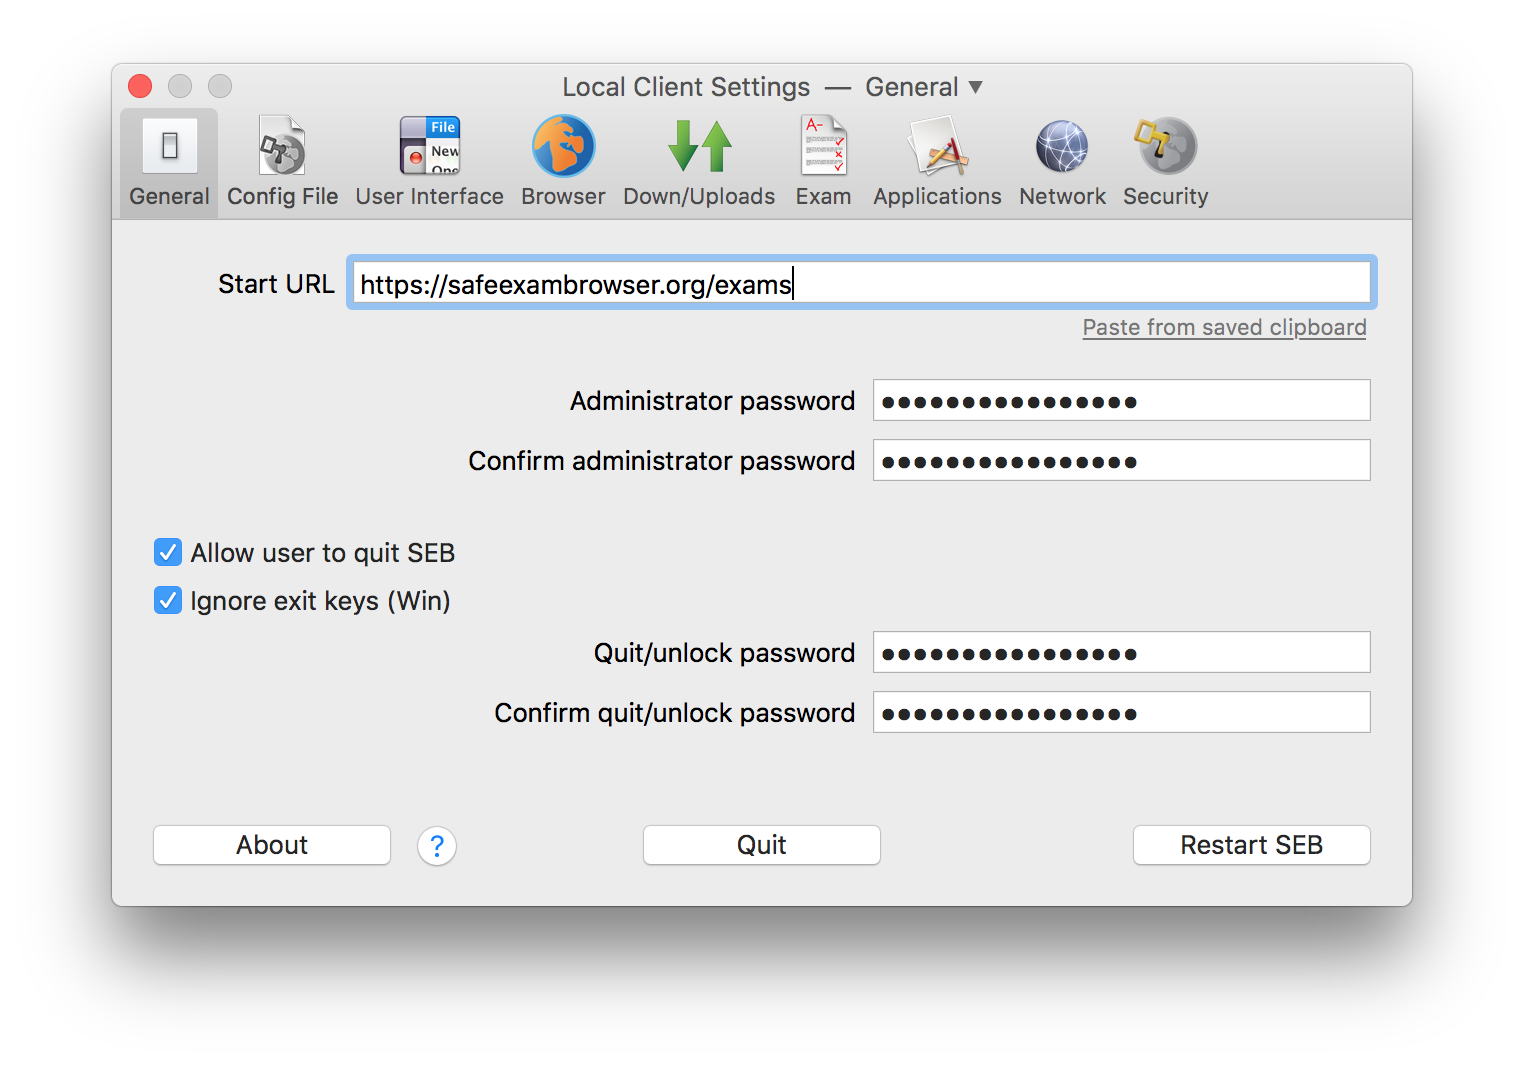 Local Client Settings — General ▼
File
New
A-
General Config File User Interface Browser Down/Uploads Exam Applications Network Security
Start URL https://safeexambrowser.org/exams
Paste from saved clipboard
Administrator password ●●●●●●●●●●●●●●●●
Confirm administrator password ●●●●●●●●●●●●●●●●
Allow user to quit SEB
Ignore exit keys (Win)
Quit/unlock password ●●●●●●●●●●●●●●●●
Confirm quit/unlock password ●●●●●●●●●●●●●●●●
About ? Quit Restart SEB